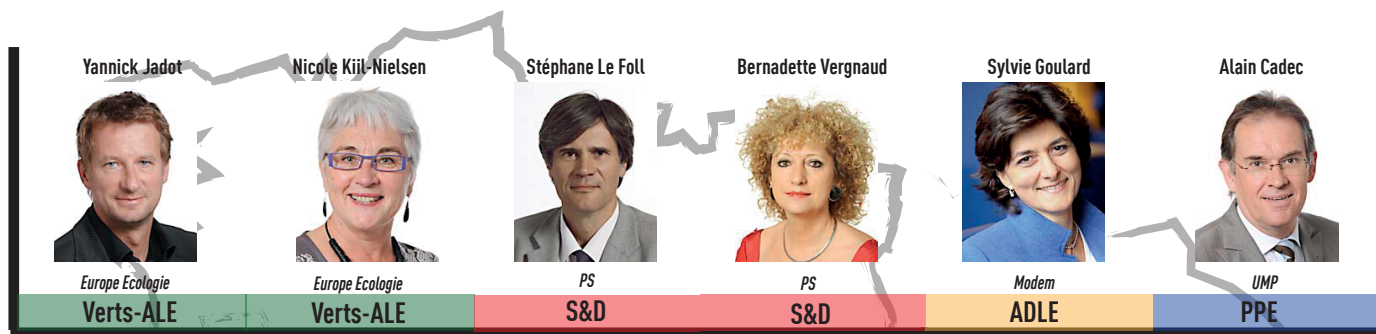 Yannick Jadot
Nicole Kiil-Nielsen
Stéphane Le Foll
Bernadette Vergnaud
Sylvie Goulard
Alain Cadec
Europe Ecologie
Europe Ecologie
PS
PS
Modem
UMP
Verts-ALE
Verts-ALE
S&D
S&D
ADLE
PPE